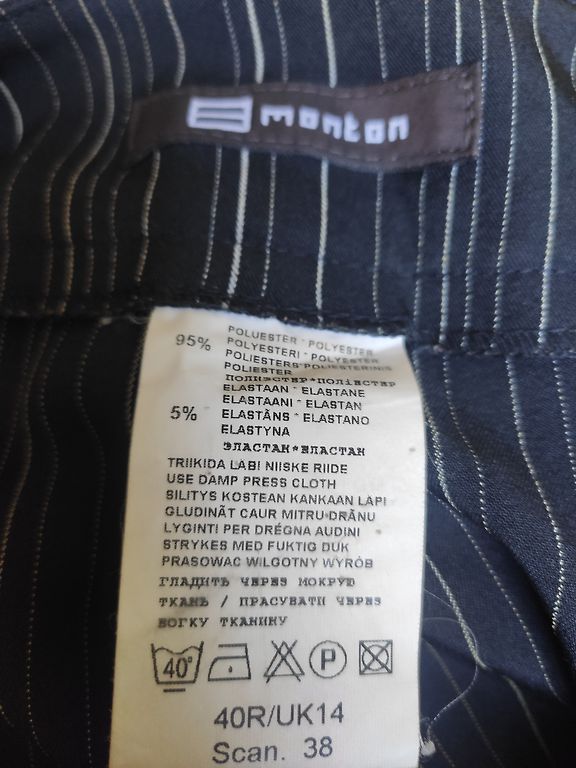 monton
95%
POLUESTER * POLYESTER
POLYESTERI * POLYESTER
POLIESTERS*POLIESTERINIS
POLIESTER
ПОЛИЭСТЕР*ПОЛІЕСТЕР
ELASTAAN * ELASTANE
ELASTAANI * ELASTAN
5% ELASTĀNS * ELASTANO
ELASTYNA
ЭЛАСТАН*ЕЛАСТАН
TRIIKIDA LABI NIISKE RIIDE
USE DAMP PRESS CLOTH
SILITYS KOSTEAN KANKAAN LAPI
GLUDINĀT CAUR MITRU DRĀNU
LYGINTI PER DRĖGNA AUDINI
STRYKES MED FUKTIG DUK
PRASOWAC WILGOTNY WYRÓB
ГЛАДИТЬ ЧЕРЕЗ МОКРУЮ
ТКАНЬ / ПРАСУВАТИ ЧЕРЕЗ
ВОГКУ ТКАНИНУ
40° P
40R/UK14
Scan. 38